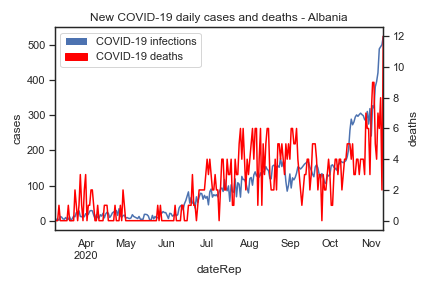 New COVID-19 daily cases and deaths - Albania
COVID-19 infections
COVID-19 deaths
500
400
300
200
100
0
cases
12
10
8
6
4
2
0
deaths
Apr May Jun Jul Aug Sep Oct Nov
2020
dateRep